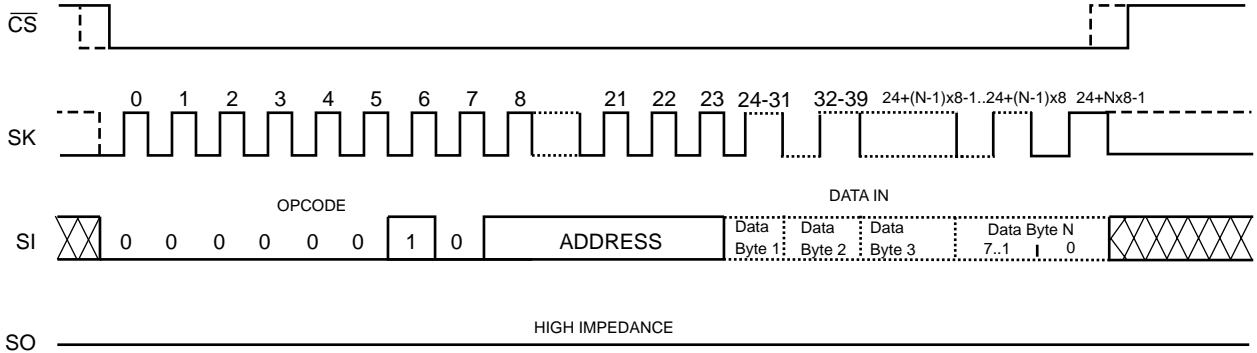 CS
0 1 2 3 4 5 6 7 8 21 22 23 24-31 32-39 24+(N-1)x8-1..24+(N-1)x8 24+Nx8-1
SK
OPCODE DATA IN
SI 0 0 0 0 0 0 1 0 ADDRESS
Data Byte 1
Data Byte 2
Data Byte 3
Data Byte N
7..1 0
HIGH IMPEDANCE
SO